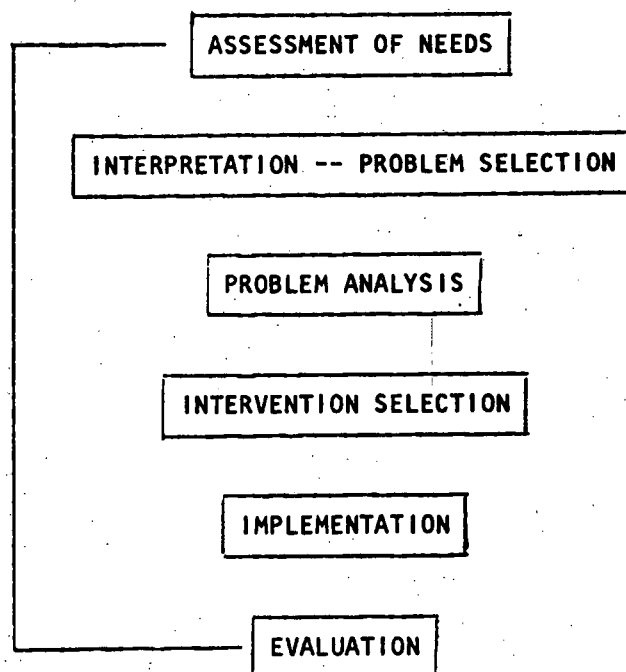 ASSESSMENT OF NEEDS
INTERPRETATION -- PROBLEM SELECTION
PROBLEM ANALYSIS
INTERVENTION SELECTION
IMPLEMENTATION
EVALUATION